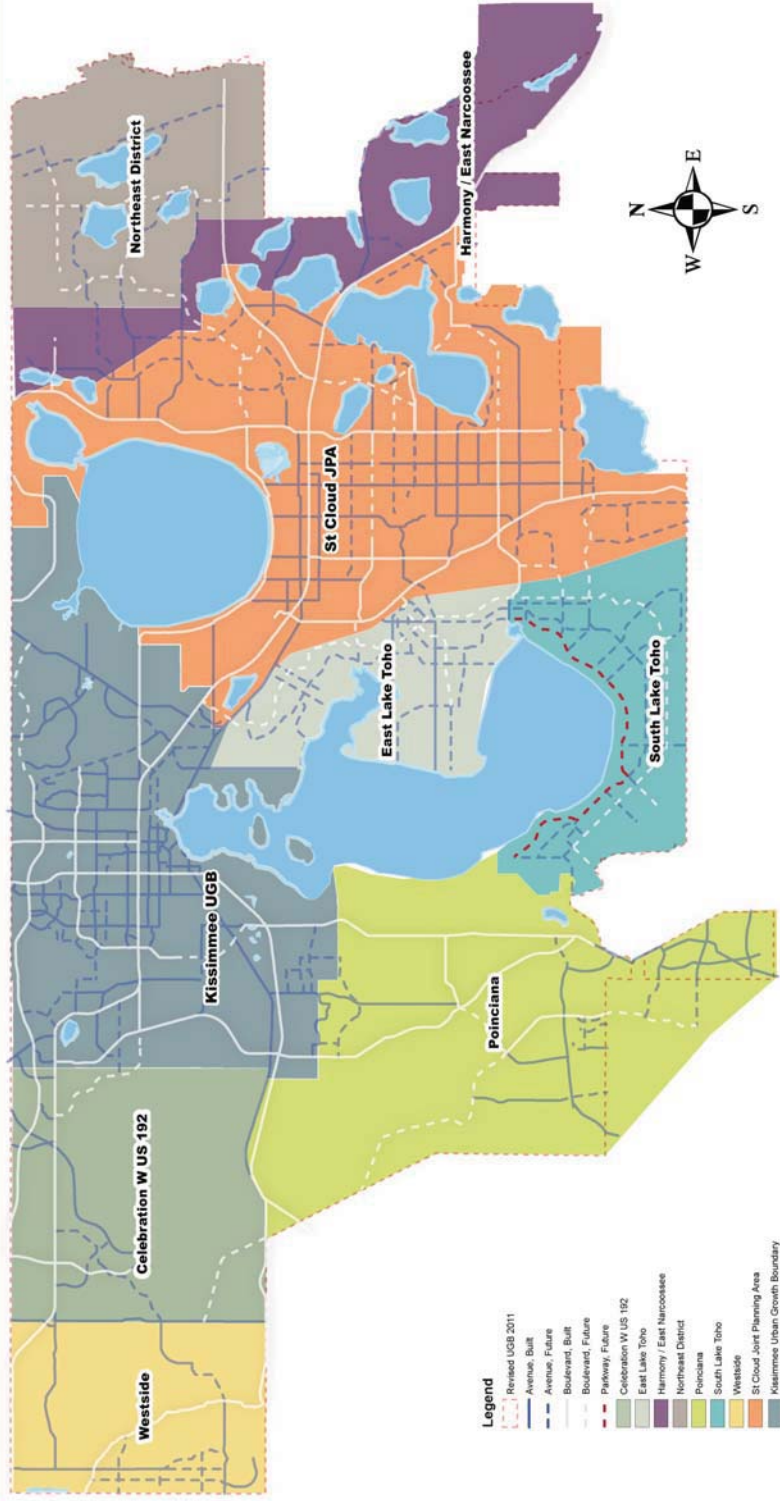 Northeast District
Harmony / East Narcoossee
St Cloud JPA
East Lake Toho
South Lake Toho
Kissimmee UGB
Poinciana
Celebration W US 192
Westside
N
W
E
S
Legend
Revised UGB 2011
Avenue, Built
Avenue, Future
Boulevard, Built
Boulevard, Future
Parkway, Future
Celebration W US 192
East Lake Toho
Harmony / East Narcoossee
Northeast District
Poinciana
South Lake Toho
Westside
St Cloud Joint Planning Area
Kissimmee Urban Growth Boundary